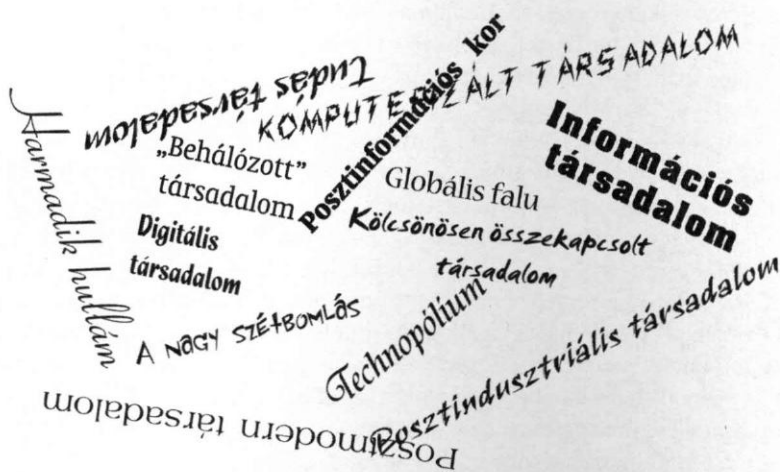 Tudás társadalom
KOMPUTERIZÁLT TÁRSADALOM
Posztinformációs kor
Harmadik hullám
„Behálózott”
társadalom
Információs
társadalom
Globális falu
Digitális
társadalom
Kölcsönösen összekapcsolt
társadalom
A NAGY SZÉTBOMLÁS
Technopólium
Posztindusztriális társadalom
Posztmodern társadalom